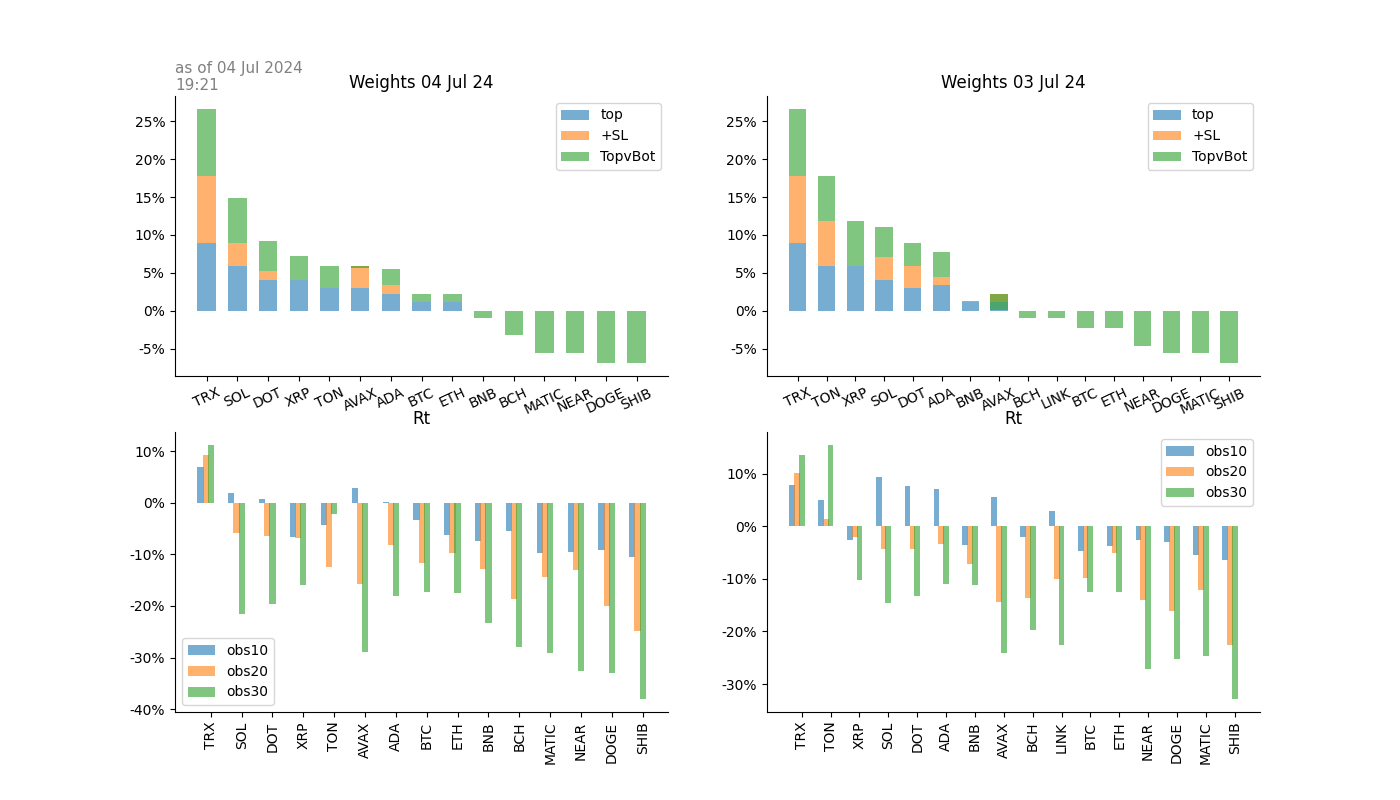 as of 04 Jul 2024
19:21
Weights 04 Jul 24
25%
20%
15%
10%
5%
0%
-5%
top
+SL
TopvBot
TRX SOL DOT XRP TON AVAX ADA BTC ETH BNB BCH MATIC NEAR DOGE SHIB
Weights 03 Jul 24
25%
20%
15%
10%
5%
0%
-5%
top
+SL
TopvBot
TRX TON XRP SOL DOT ADA BNB AVAX BCH LINK BTC ETH NEAR DOGE MATIC SHIB
Rt
10%
0%
-10%
-20%
-30%
-40%
obs10
obs20
obs30
TRX SOL DOT XRP TON AVAX ADA BTC ETH BNB BCH MATIC NEAR DOGE SHIB
Rt
10%
0%
-10%
-20%
-30%
obs10
obs20
obs30
TRX TON XRP SOL DOT ADA BNB AVAX BCH LINK BTC ETH NEAR DOGE MATIC SHIB